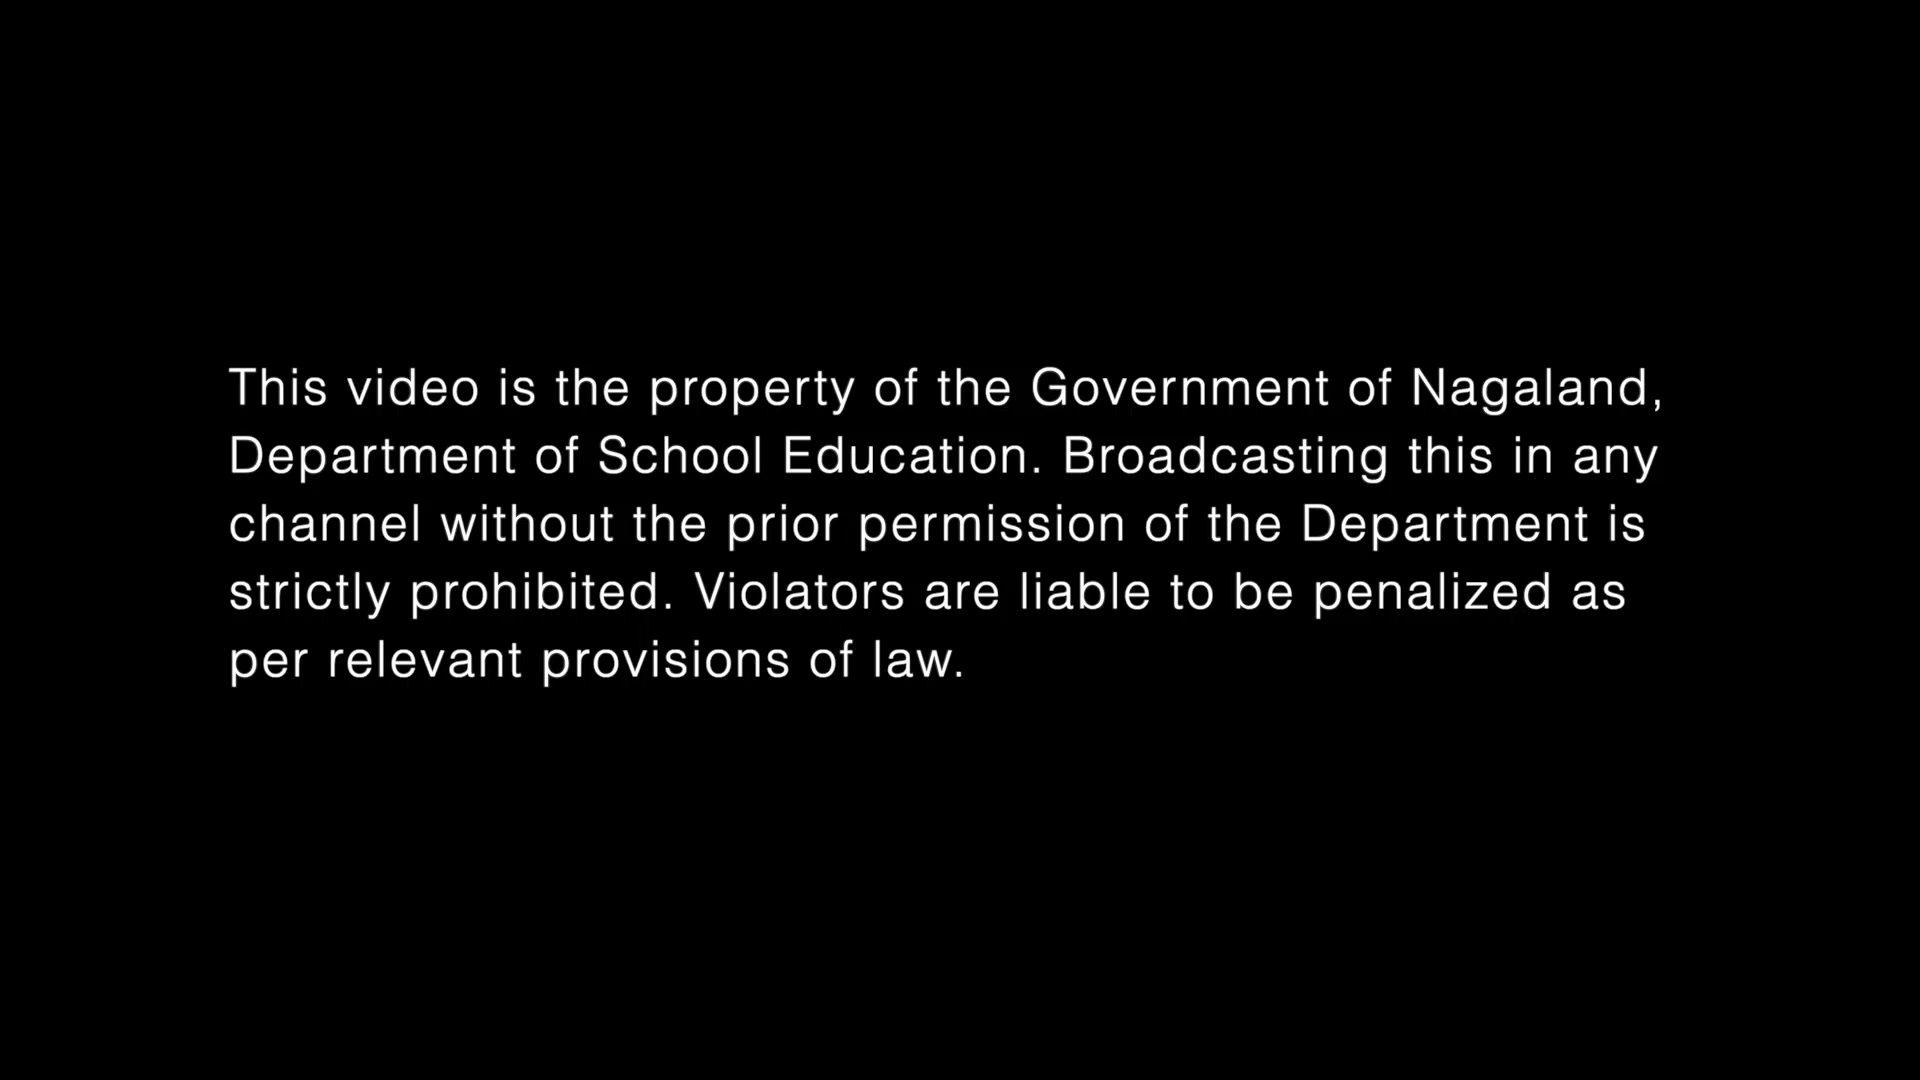 This video is the property of the Government of Nagaland,
Department of School Education. Broadcasting this in any
channel without the prior permission of the Department is
strictly prohibited. Violators are liable to be penalized as
per relevant provisions of law.